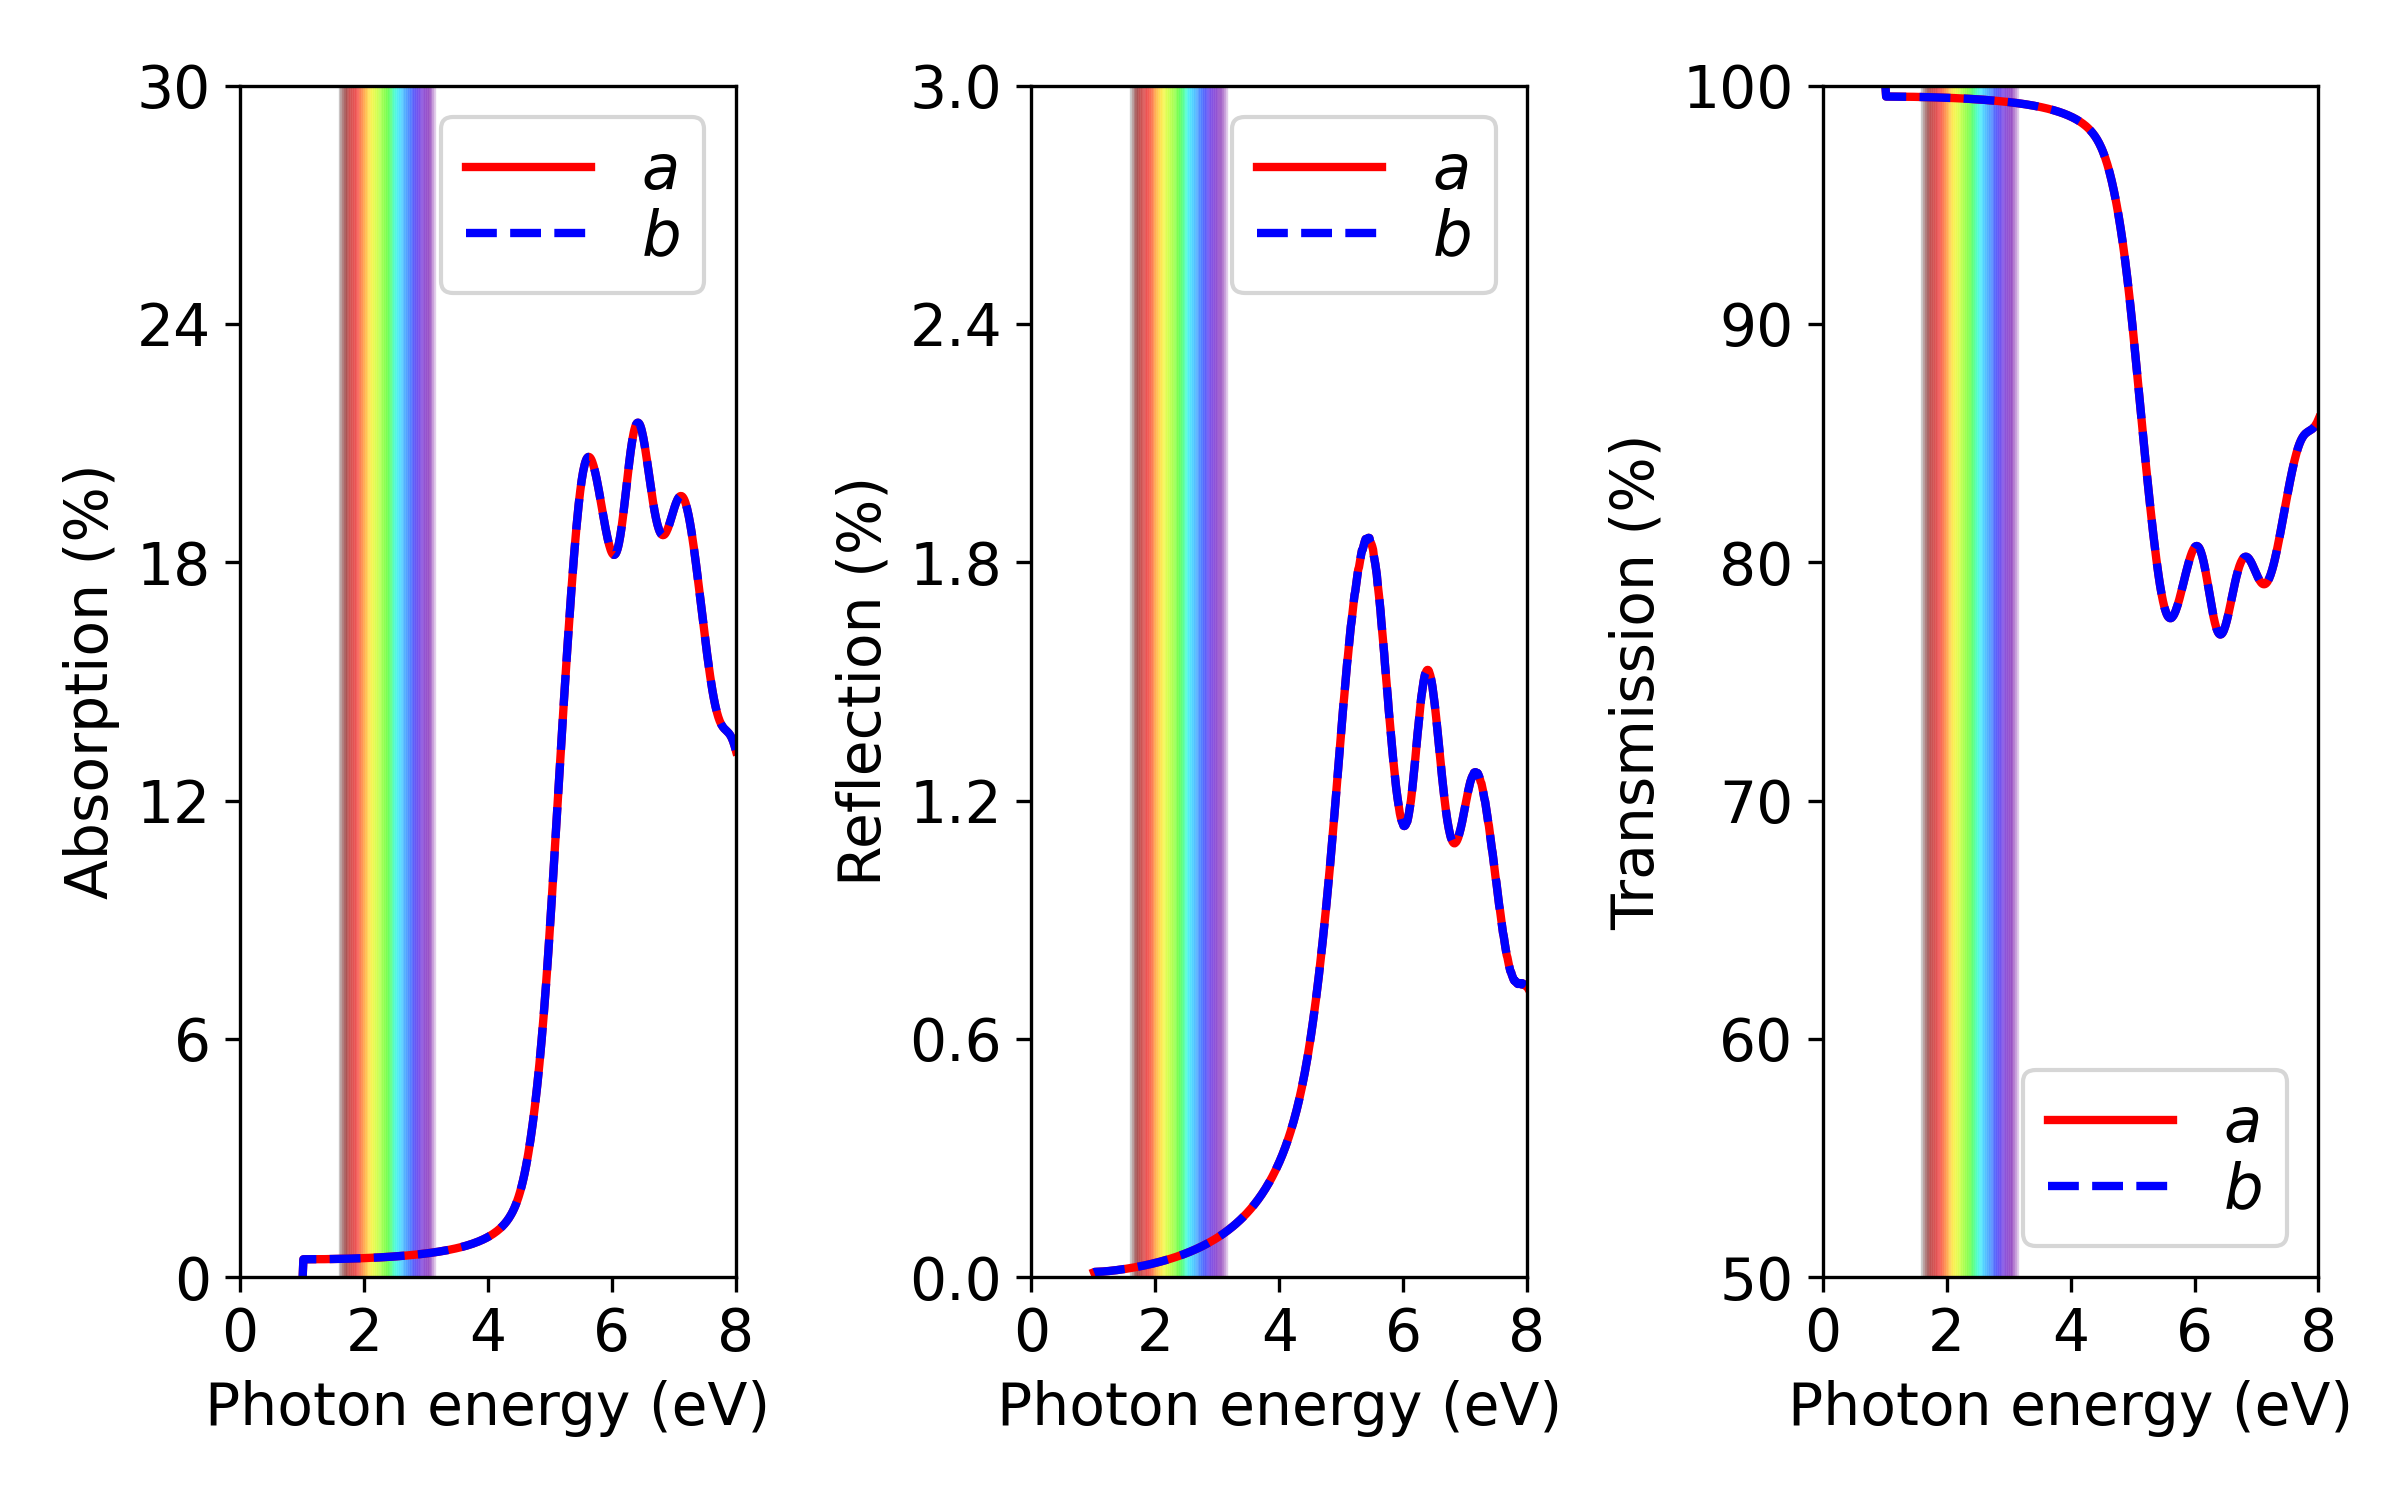 Absorption (%)
30
24
18
12
6
0
0 2 4 6 8
Photon energy (eV)
a
b
Reflection (%)
3.0
2.4
1.8
1.2
0.6
0.0
0 2 4 6 8
Photon energy (eV)
a
b
Transmission (%)
100
90
80
70
60
50
0 2 4 6 8
Photon energy (eV)
a
b